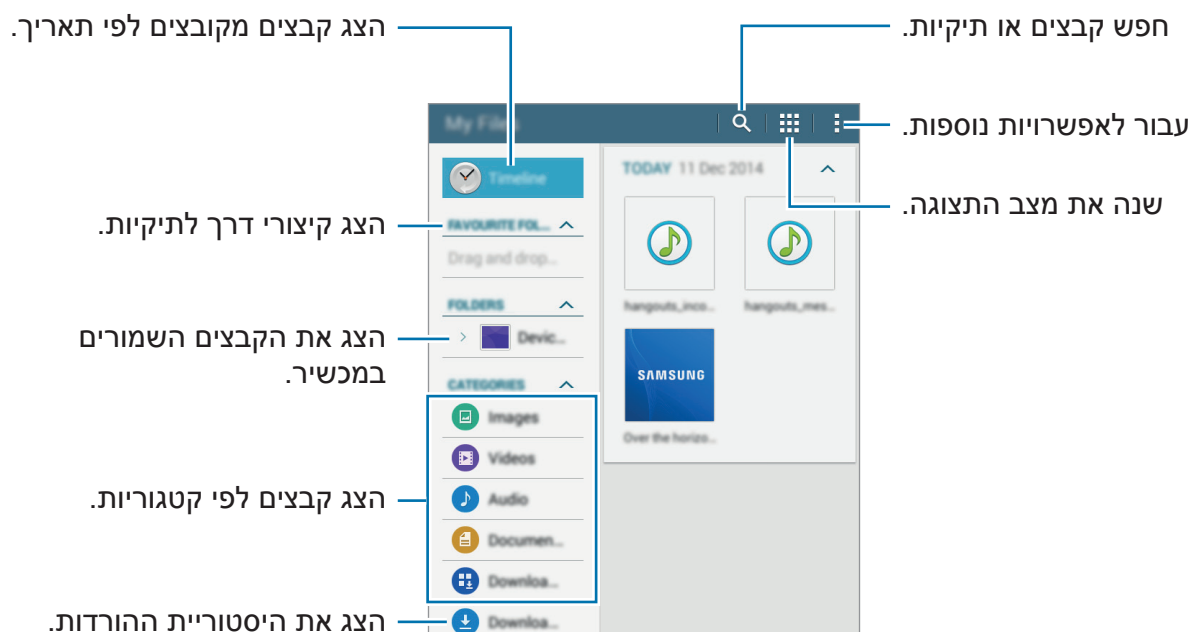 הצג קבצים מקובצים לפי תאריך.
חפש קבצים או תיקיות.
עבור לאפשרויות נוספות.
שנה את מצב התצוגה.
הצג קיצורי דרך לתיקיות.
הצג את הקבצים השמורים
במכשיר.
הצג קבצים לפי קטגוריות.
הצג את היסטוריית ההורדות.
My Files
Timeline
FAVOURITE FOL...
Drag and drop...
FOLDERS
Devic...
CATEGORIES
Images
Videos
Audio
Documen...
Downloa...
Downloa...
TODAY 11 Dec 2014
hangouts_inco...
hangouts_mes...
SAMSUNG
Over the horizo...